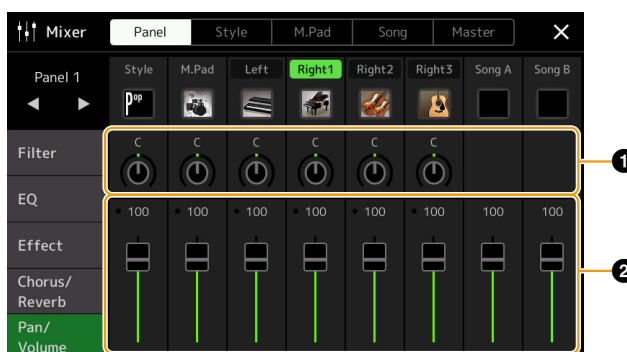 Mixer Panel Style M.Pad Song Master
Panel 1 Style M.Pad Left Right1 Right2 Right3 Song A Song B
Pop
Filter C C C C C C
1
EQ 100 100 100 100 100 100 100 100
Effect
2
Chorus/
Reverb
Pan/
Volume